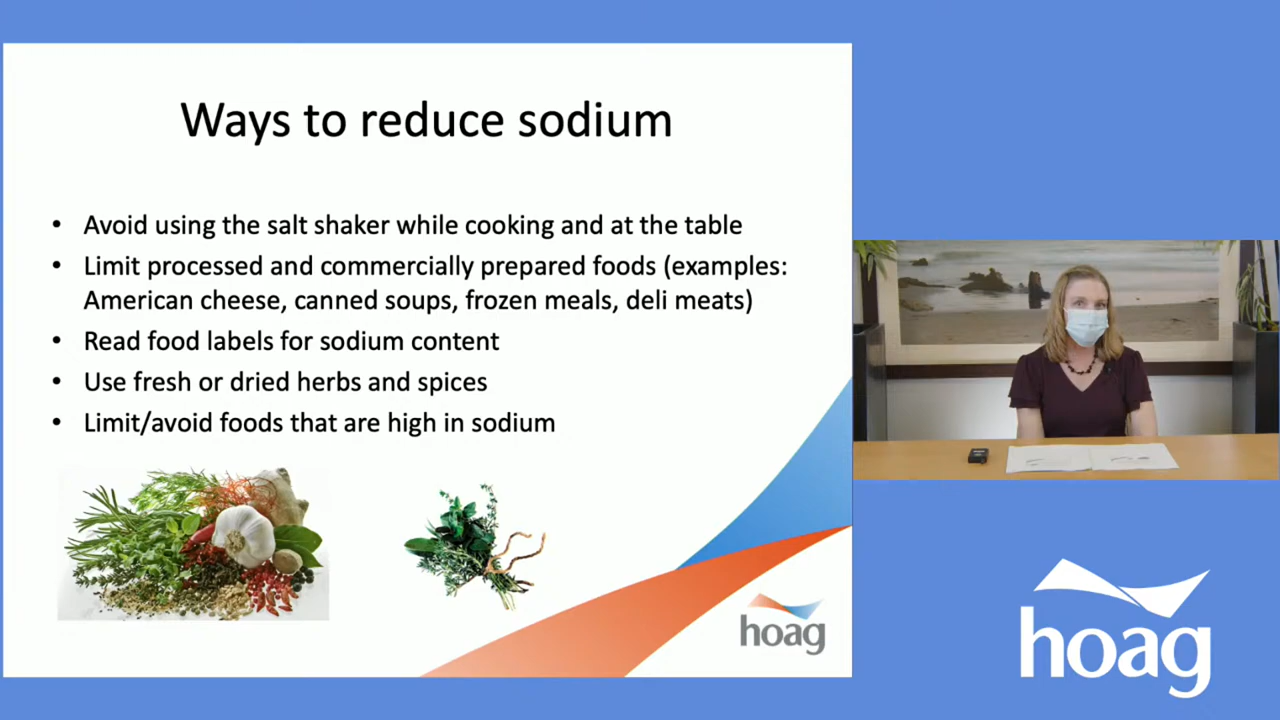 Ways to reduce sodium
• Avoid using the salt shaker while cooking and at the table
• Limit processed and commercially prepared foods (examples:
American cheese, canned soups, frozen meals, deli meats)
• Read food labels for sodium content
• Use fresh or dried herbs and spices
• Limit/avoid foods that are high in sodium
hoag
hoag